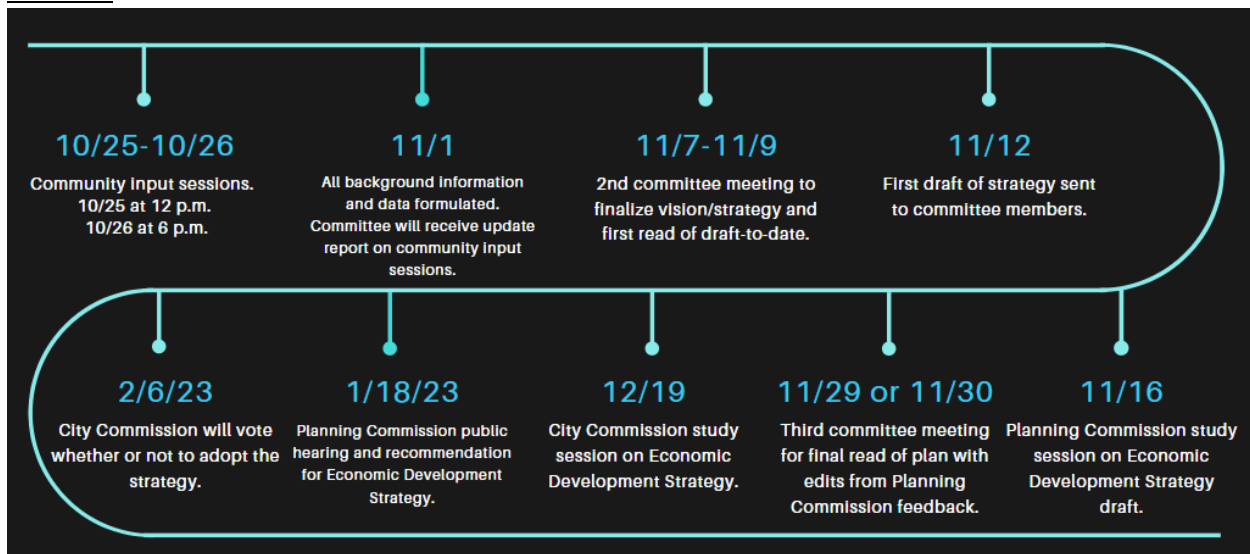 10/25-10/26
Community input sessions.
10/25 at 12 p.m.
10/26 at 6 p.m.
11/1
All background information
and data formulated.
Committee will receive update
report on community input
sessions.
11/7-11/9
2nd committee meeting to
finalize vision/strategy and
first read of draft-to-date.
11/12
First draft of strategy sent
to committee members.
2/6/23
City Commission will vote
whether or not to adopt the
strategy.
1/18/23
Planning Commission public
hearing and recommendation
for Economic Development
Strategy.
12/19
City Commission study
session on Economic
Development Strategy.
11/29 or 11/30
Third committee meeting
for final read of plan with
edits from Planning
Commission feedback.
11/16
Planning Commission study
session on Economic
Development Strategy
draft.